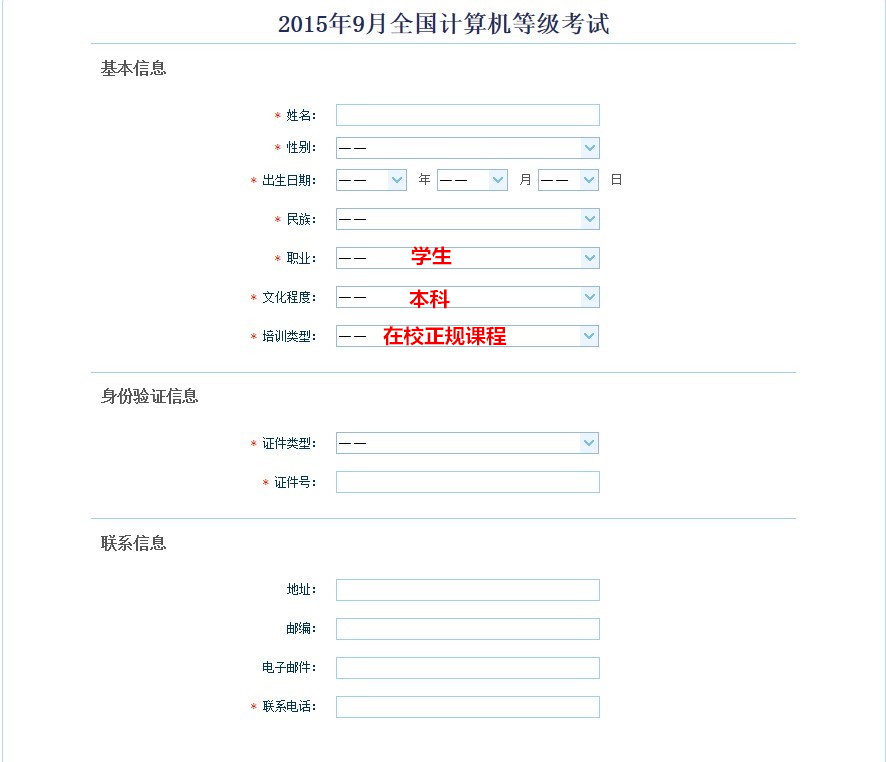 2015年9月全国计算机等级考试
基本信息
* 姓名:
* 性别: ——
* 出生日期: —— 年 —— 月 —— 日
* 民族: ——
* 职业: —— 学生
* 文化程度: —— 本科
* 培训类型: —— 在校正规课程
身份验证信息
* 证件类型: ——
* 证件号:
联系信息
地址:
邮编:
电子邮件:
* 联系电话: